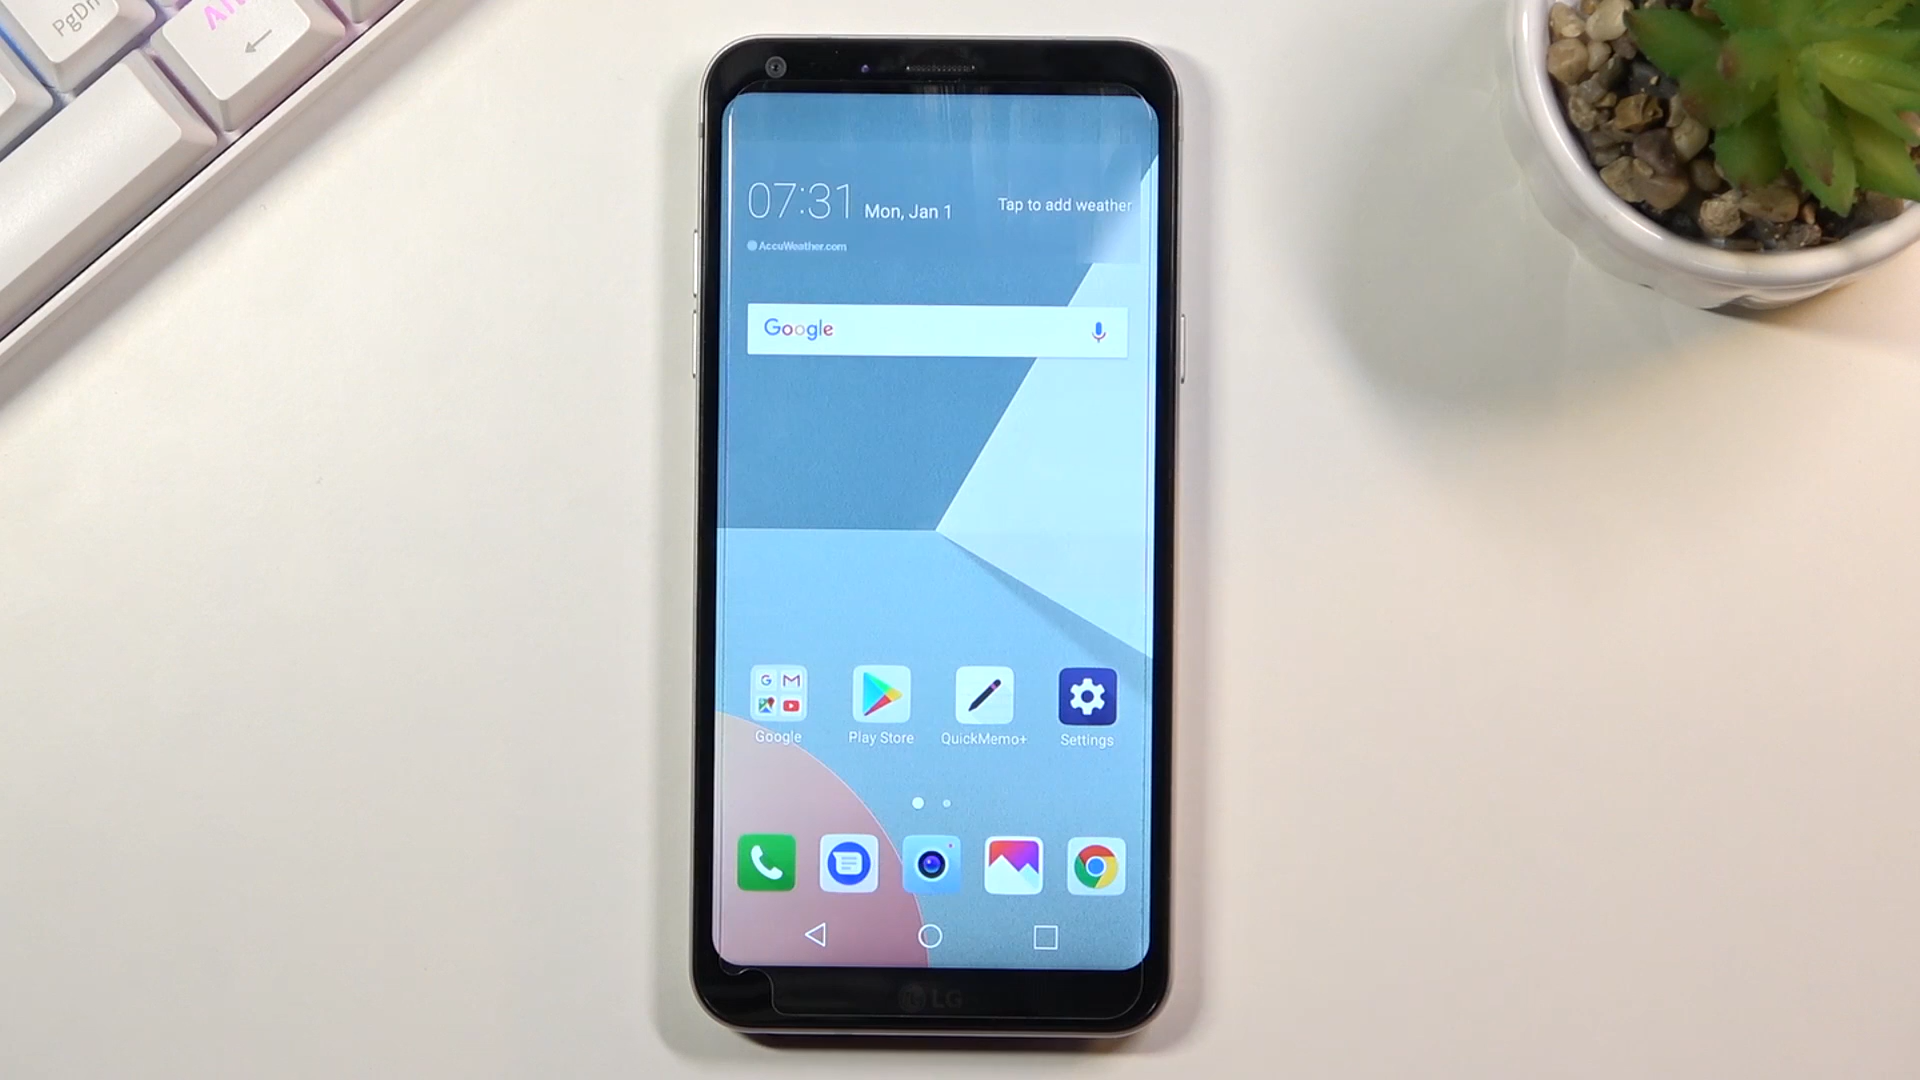 PgDn
Alt
07:31 Mon, Jan 1 Tap to add weather
AccuWeather.com
Google
G M
Google Play Store QuickMemo+ Settings
LG